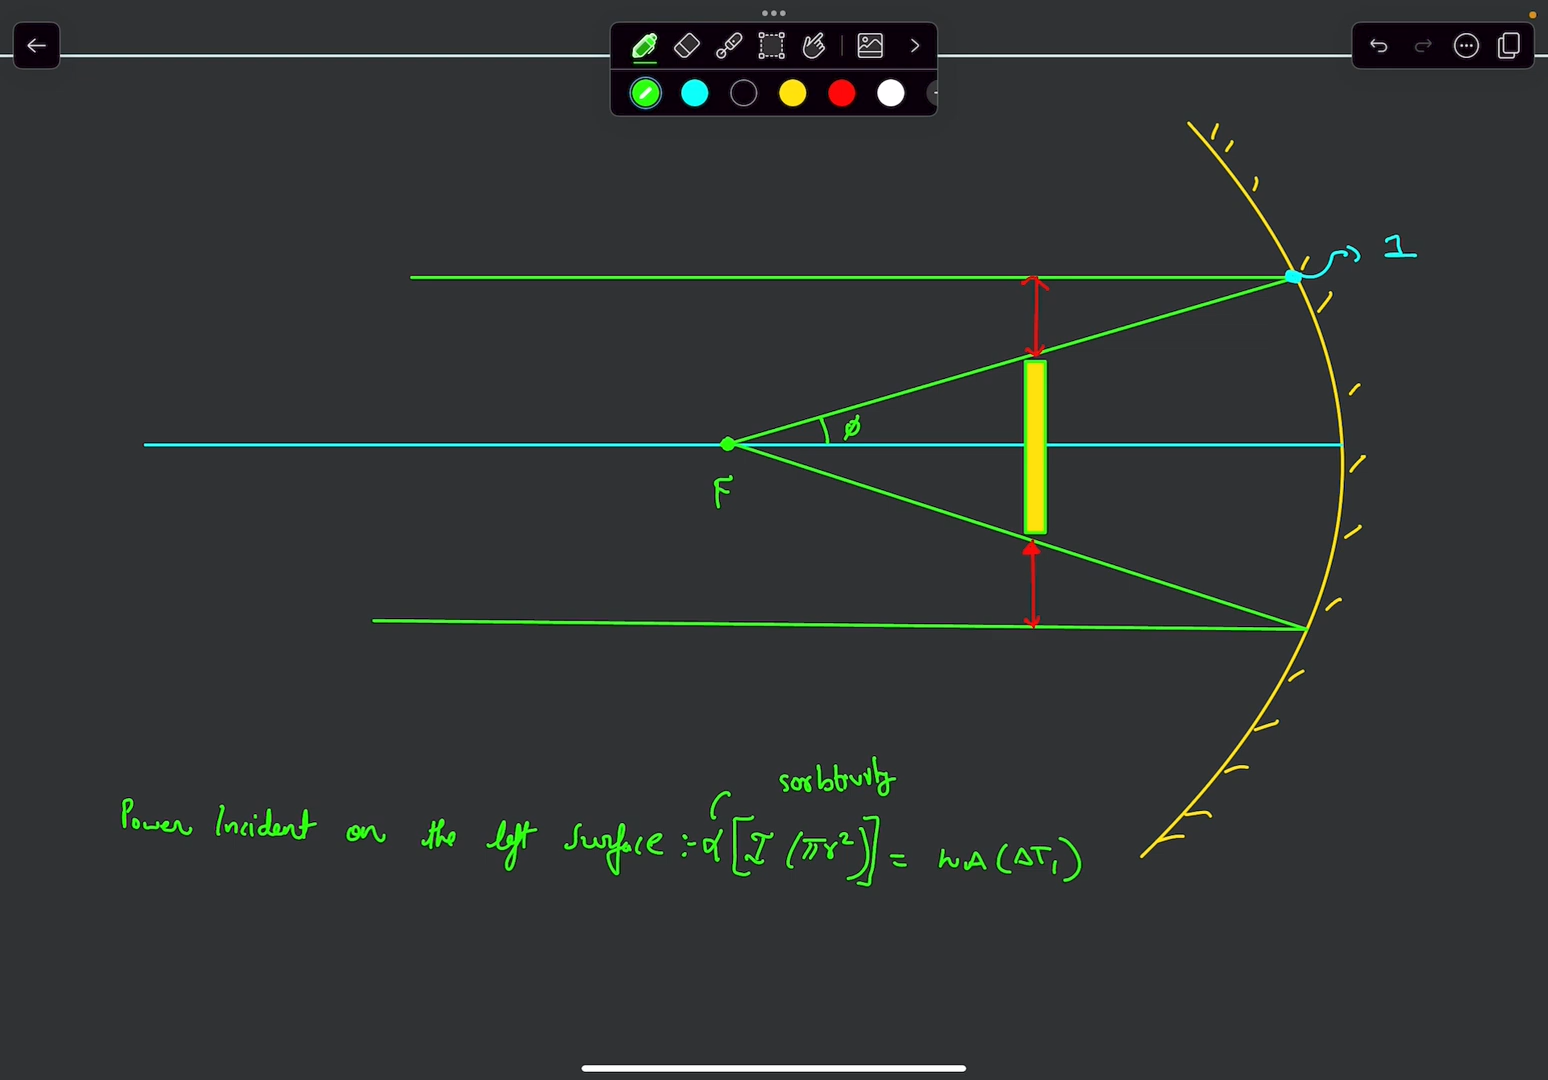 1
ø
F
sorbtivity
Power Incident on the left Surface :- α[I (πr²)] = hA(ΔT₁)